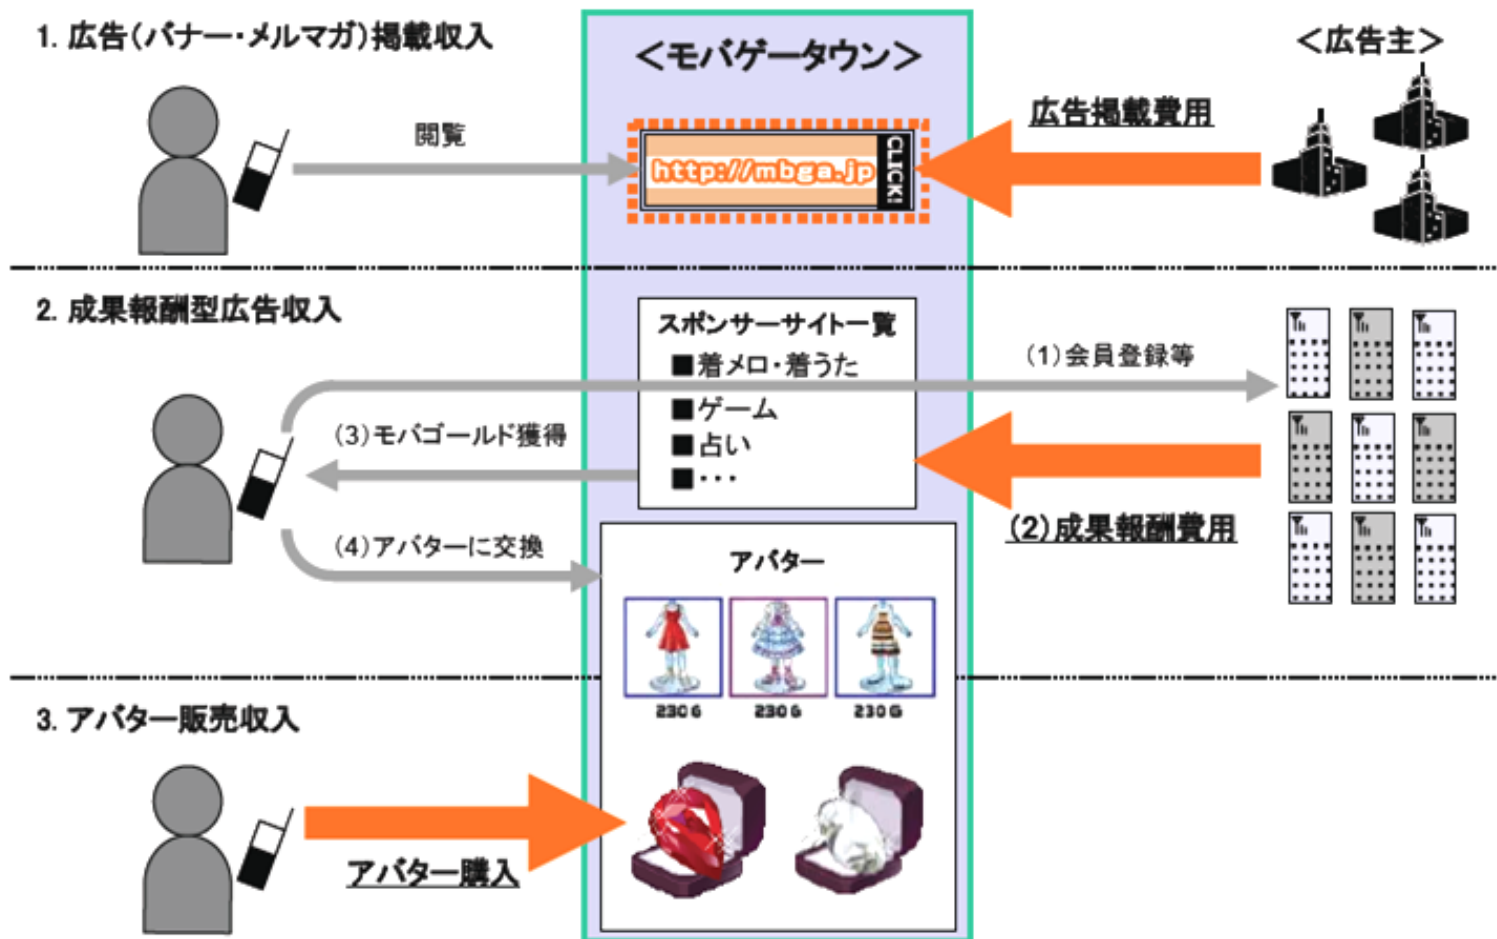 1. 広告(バナー・メルマガ)掲載収入
＜モバゲータウン＞
＜広告主＞
閲覧
http://mbga.jp
CLICK!
広告掲載費用
2. 成果報酬型広告収入
スポンサーサイト一覧
■着メロ・着うた
■ゲーム
■占い
■・・・
(1)会員登録等
(3)モバゴールド獲得
(2)成果報酬費用
(4)アバターに交換
アバター
230G 230G 230G
3. アバター販売収入
アバター購入